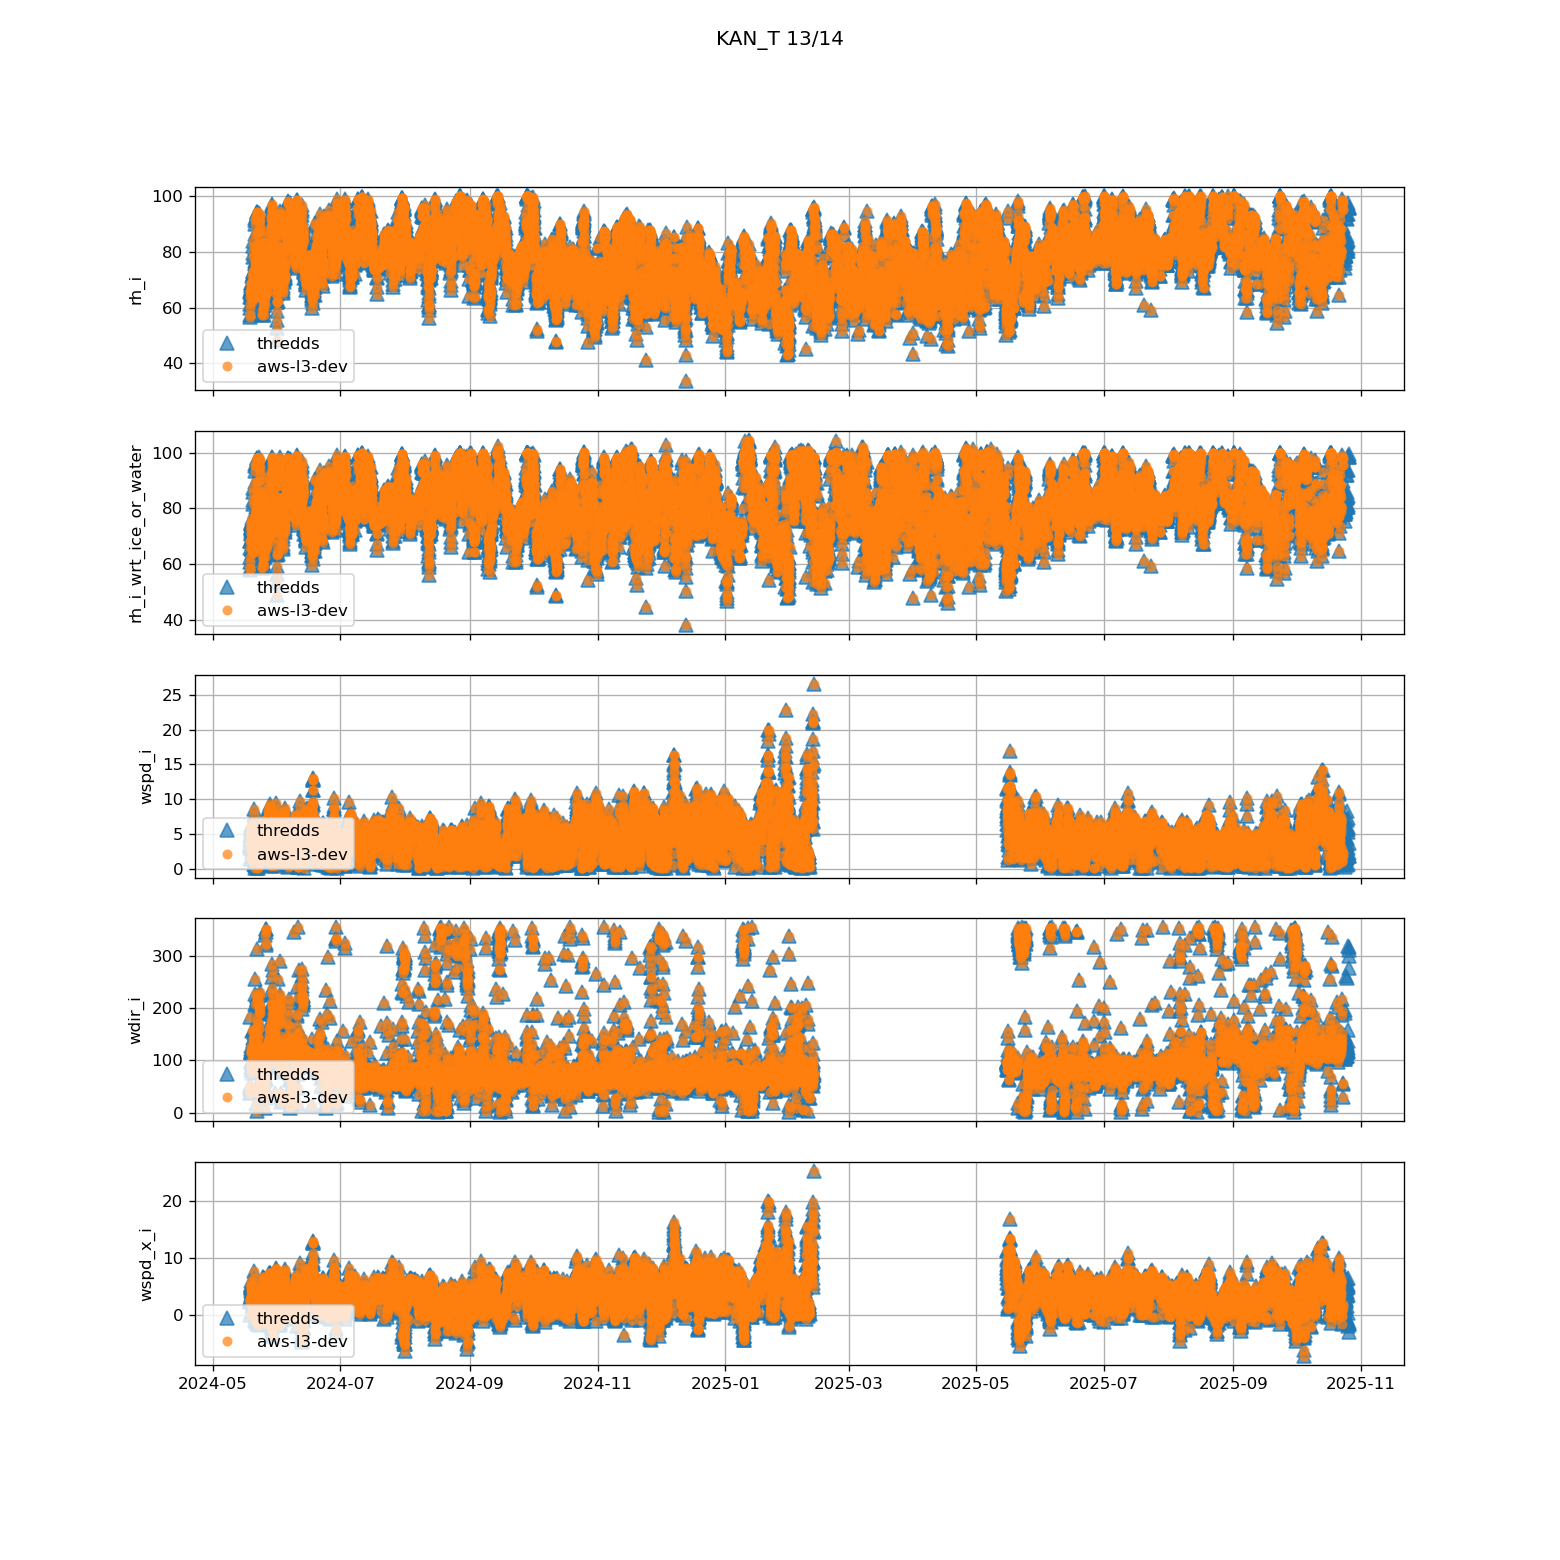 KAN_T 13/14
100
80
60
40
rh_i
thredds
aws-l3-dev
100
80
60
40
rh_i_wrt_ice_or_water
thredds
aws-l3-dev
25
20
15
10
5
0
wspd_i
thredds
aws-l3-dev
300
200
100
0
wdir_i
thredds
aws-l3-dev
20
10
0
wspd_x_i
thredds
aws-l3-dev
2024-05 2024-07 2024-09 2024-11 2025-01 2025-03 2025-05 2025-07 2025-09 2025-11